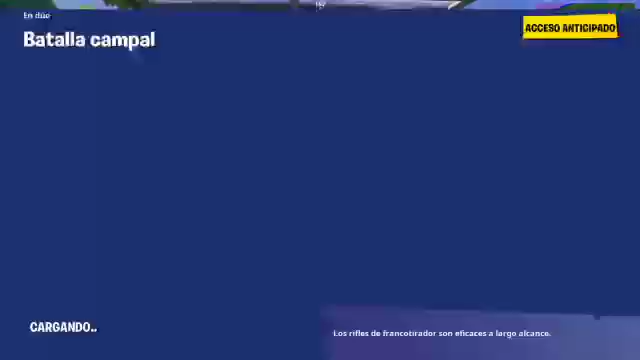 En dúo
Batalla campal
ACCESO ANTICIPADO
CARGANDO..
Los rifles de francotirador son eficaces a largo alcance.